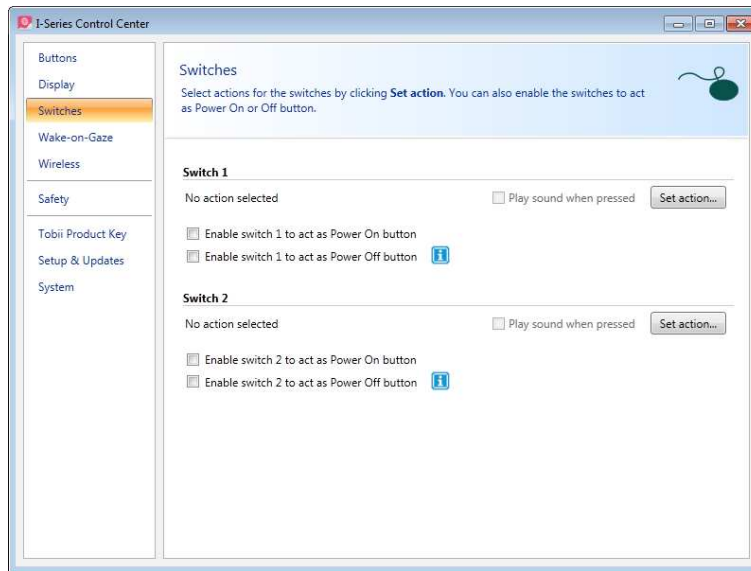 I-Series Control Center
Buttons
Display
Switches
Wake-on-Gaze
Wireless
Safety
Tobii Product Key
Setup & Updates
System
Switches
Select actions for the switches by clicking Set action. You can also enable the switches to act
as Power On or Off button.
Switch 1
No action selected
Play sound when pressed
Set action...
Enable switch 1 to act as Power On button
Enable switch 1 to act as Power Off button
i
Switch 2
No action selected
Play sound when pressed
Set action...
Enable switch 2 to act as Power On button
Enable switch 2 to act as Power Off button
i